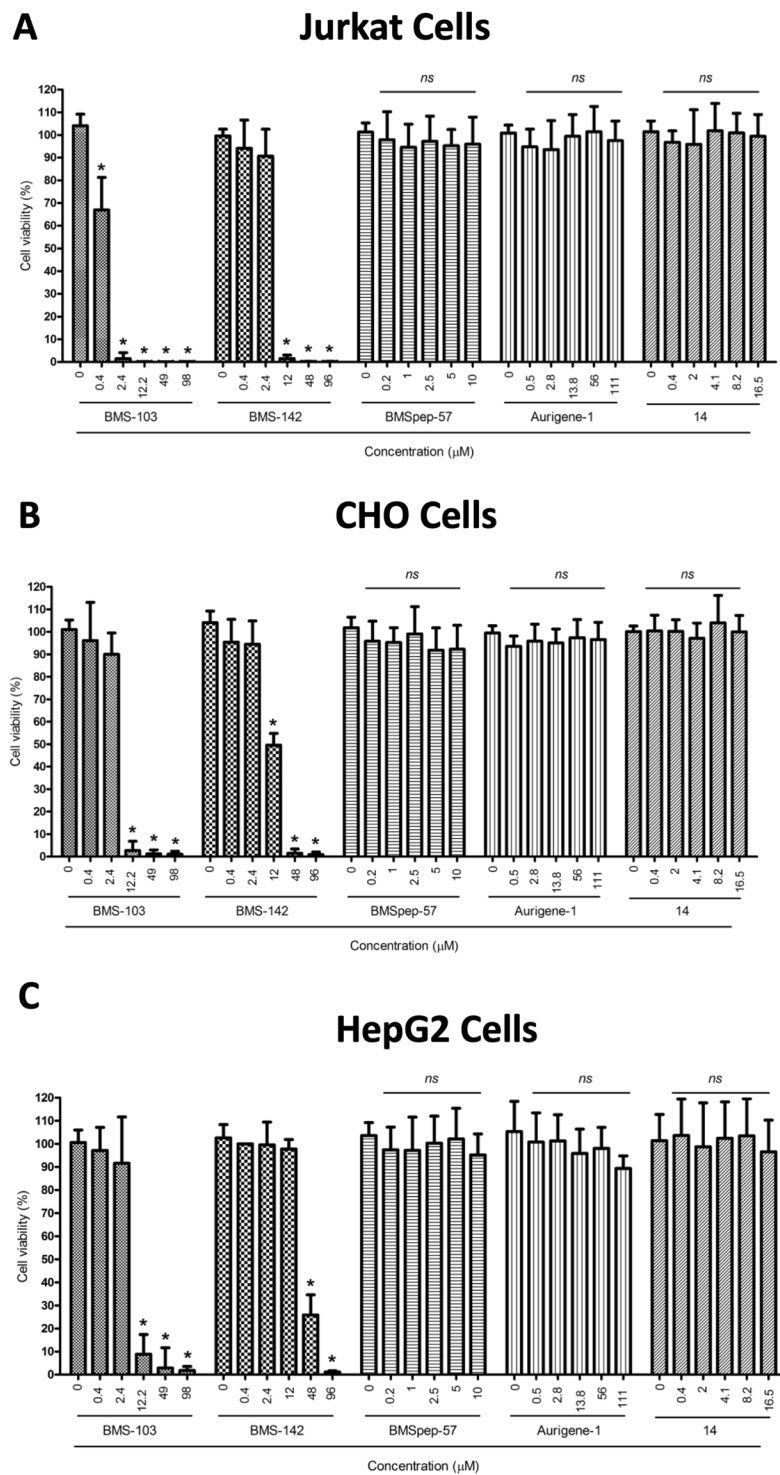 A
Jurkat Cells
ns ns ns
120
110
100
90
80
70
60
50
40
30
20
10
0
Cell viability (%)
* * * * * * * *
0 0.4 2.4 12.2 49 98 0 0.4 2.4 12 48 96 0 0.2 1 2.5 5 10 0 0.5 2.8 13.8 56 111 0 0.4 2 4.1 8.2 16.5
BMS-103 BMS-142 BMSpep-57 Aurigene-1 14
Concentration (μM)
B
CHO Cells
ns ns ns
120
110
100
90
80
70
60
50
40
30
20
10
0
Cell viability (%)
* * * * * *
0 0.4 2.4 12.2 49 98 0 0.4 2.4 12 48 96 0 0.2 1 2.5 5 10 0 0.5 2.8 13.8 56 111 0 0.4 2 4.1 8.2 16.5
BMS-103 BMS-142 BMSpep-57 Aurigene-1 14
Concentration (μM)
C
HepG2 Cells
ns ns ns
120
110
100
90
80
70
60
50
40
30
20
10
0
Cell viability (%)
* * * * *
0 0.4 2.4 12.2 49 98 0 0.4 2.4 12 48 96 0 0.2 1 2.5 5 10 0 0.5 2.8 13.8 56 111 0 0.4 2 4.1 8.2 16.5
BMS-103 BMS-142 BMSpep-57 Aurigene-1 14
Concentration (μM)